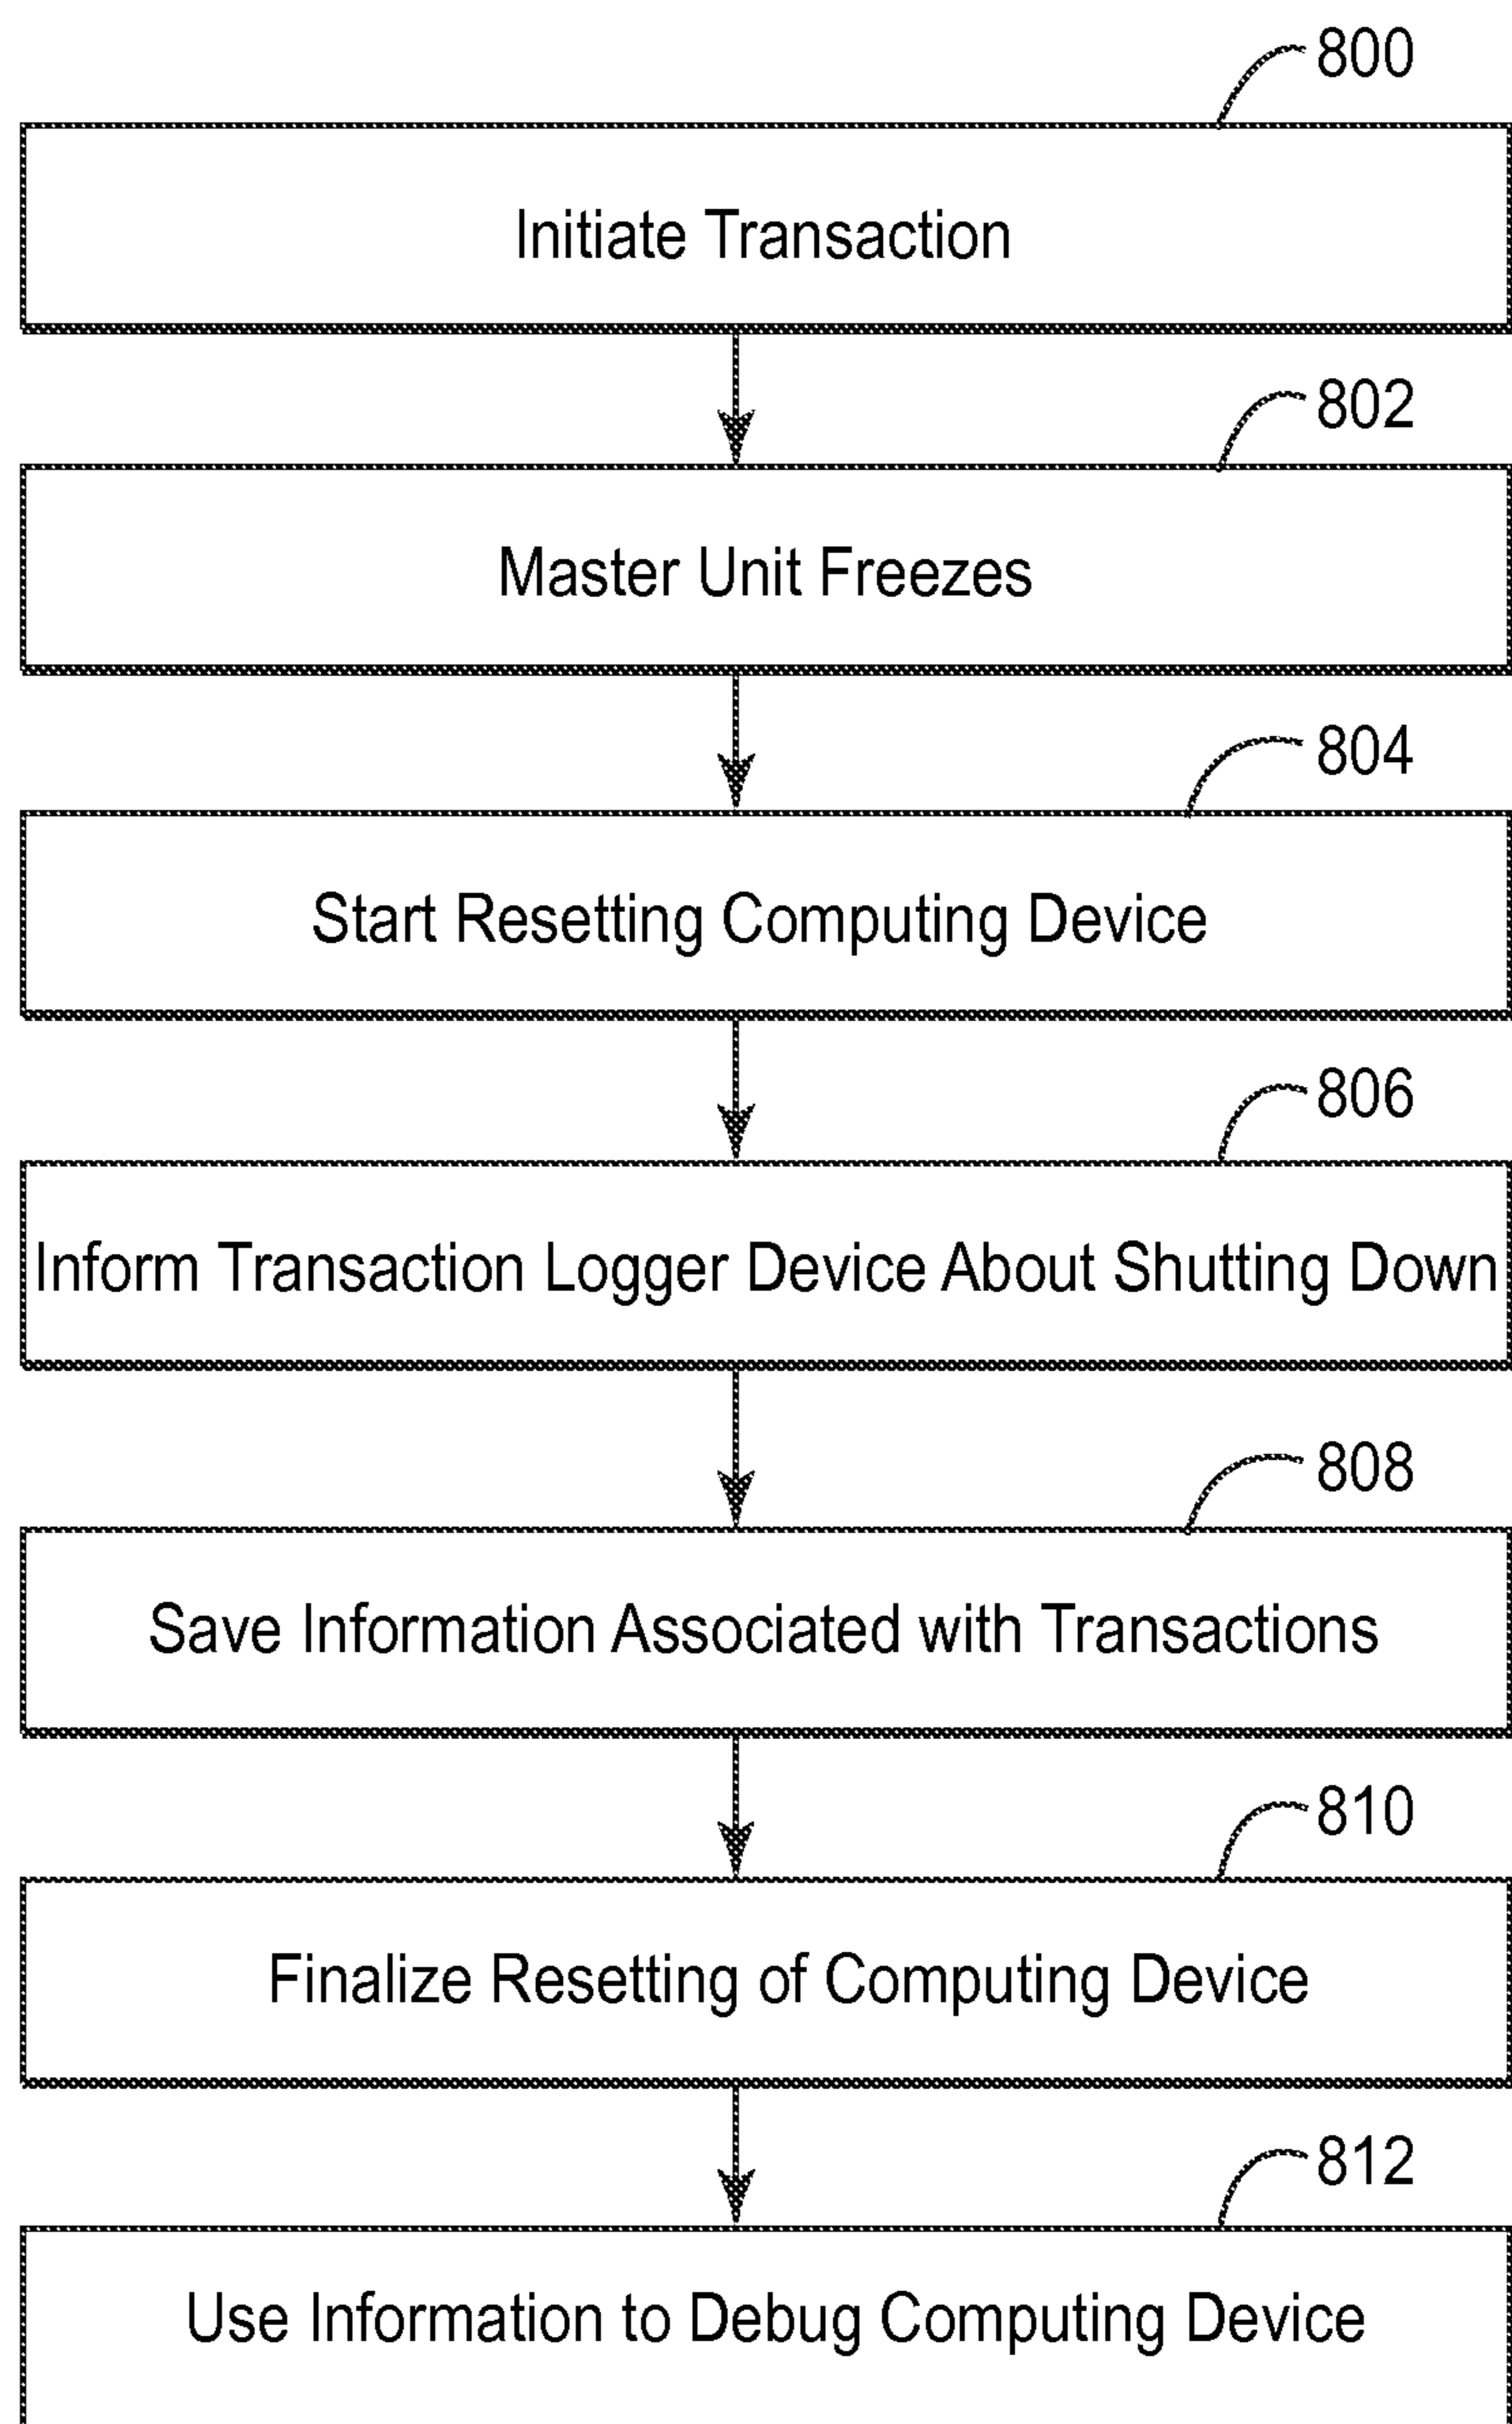 800
Initiate Transaction
802
Master Unit Freezes
804
Start Resetting Computing Device
806
Inform Transaction Logger Device About Shutting Down
808
Save Information Associated with Transactions
810
Finalize Resetting of Computing Device
812
Use Information to Debug Computing Device